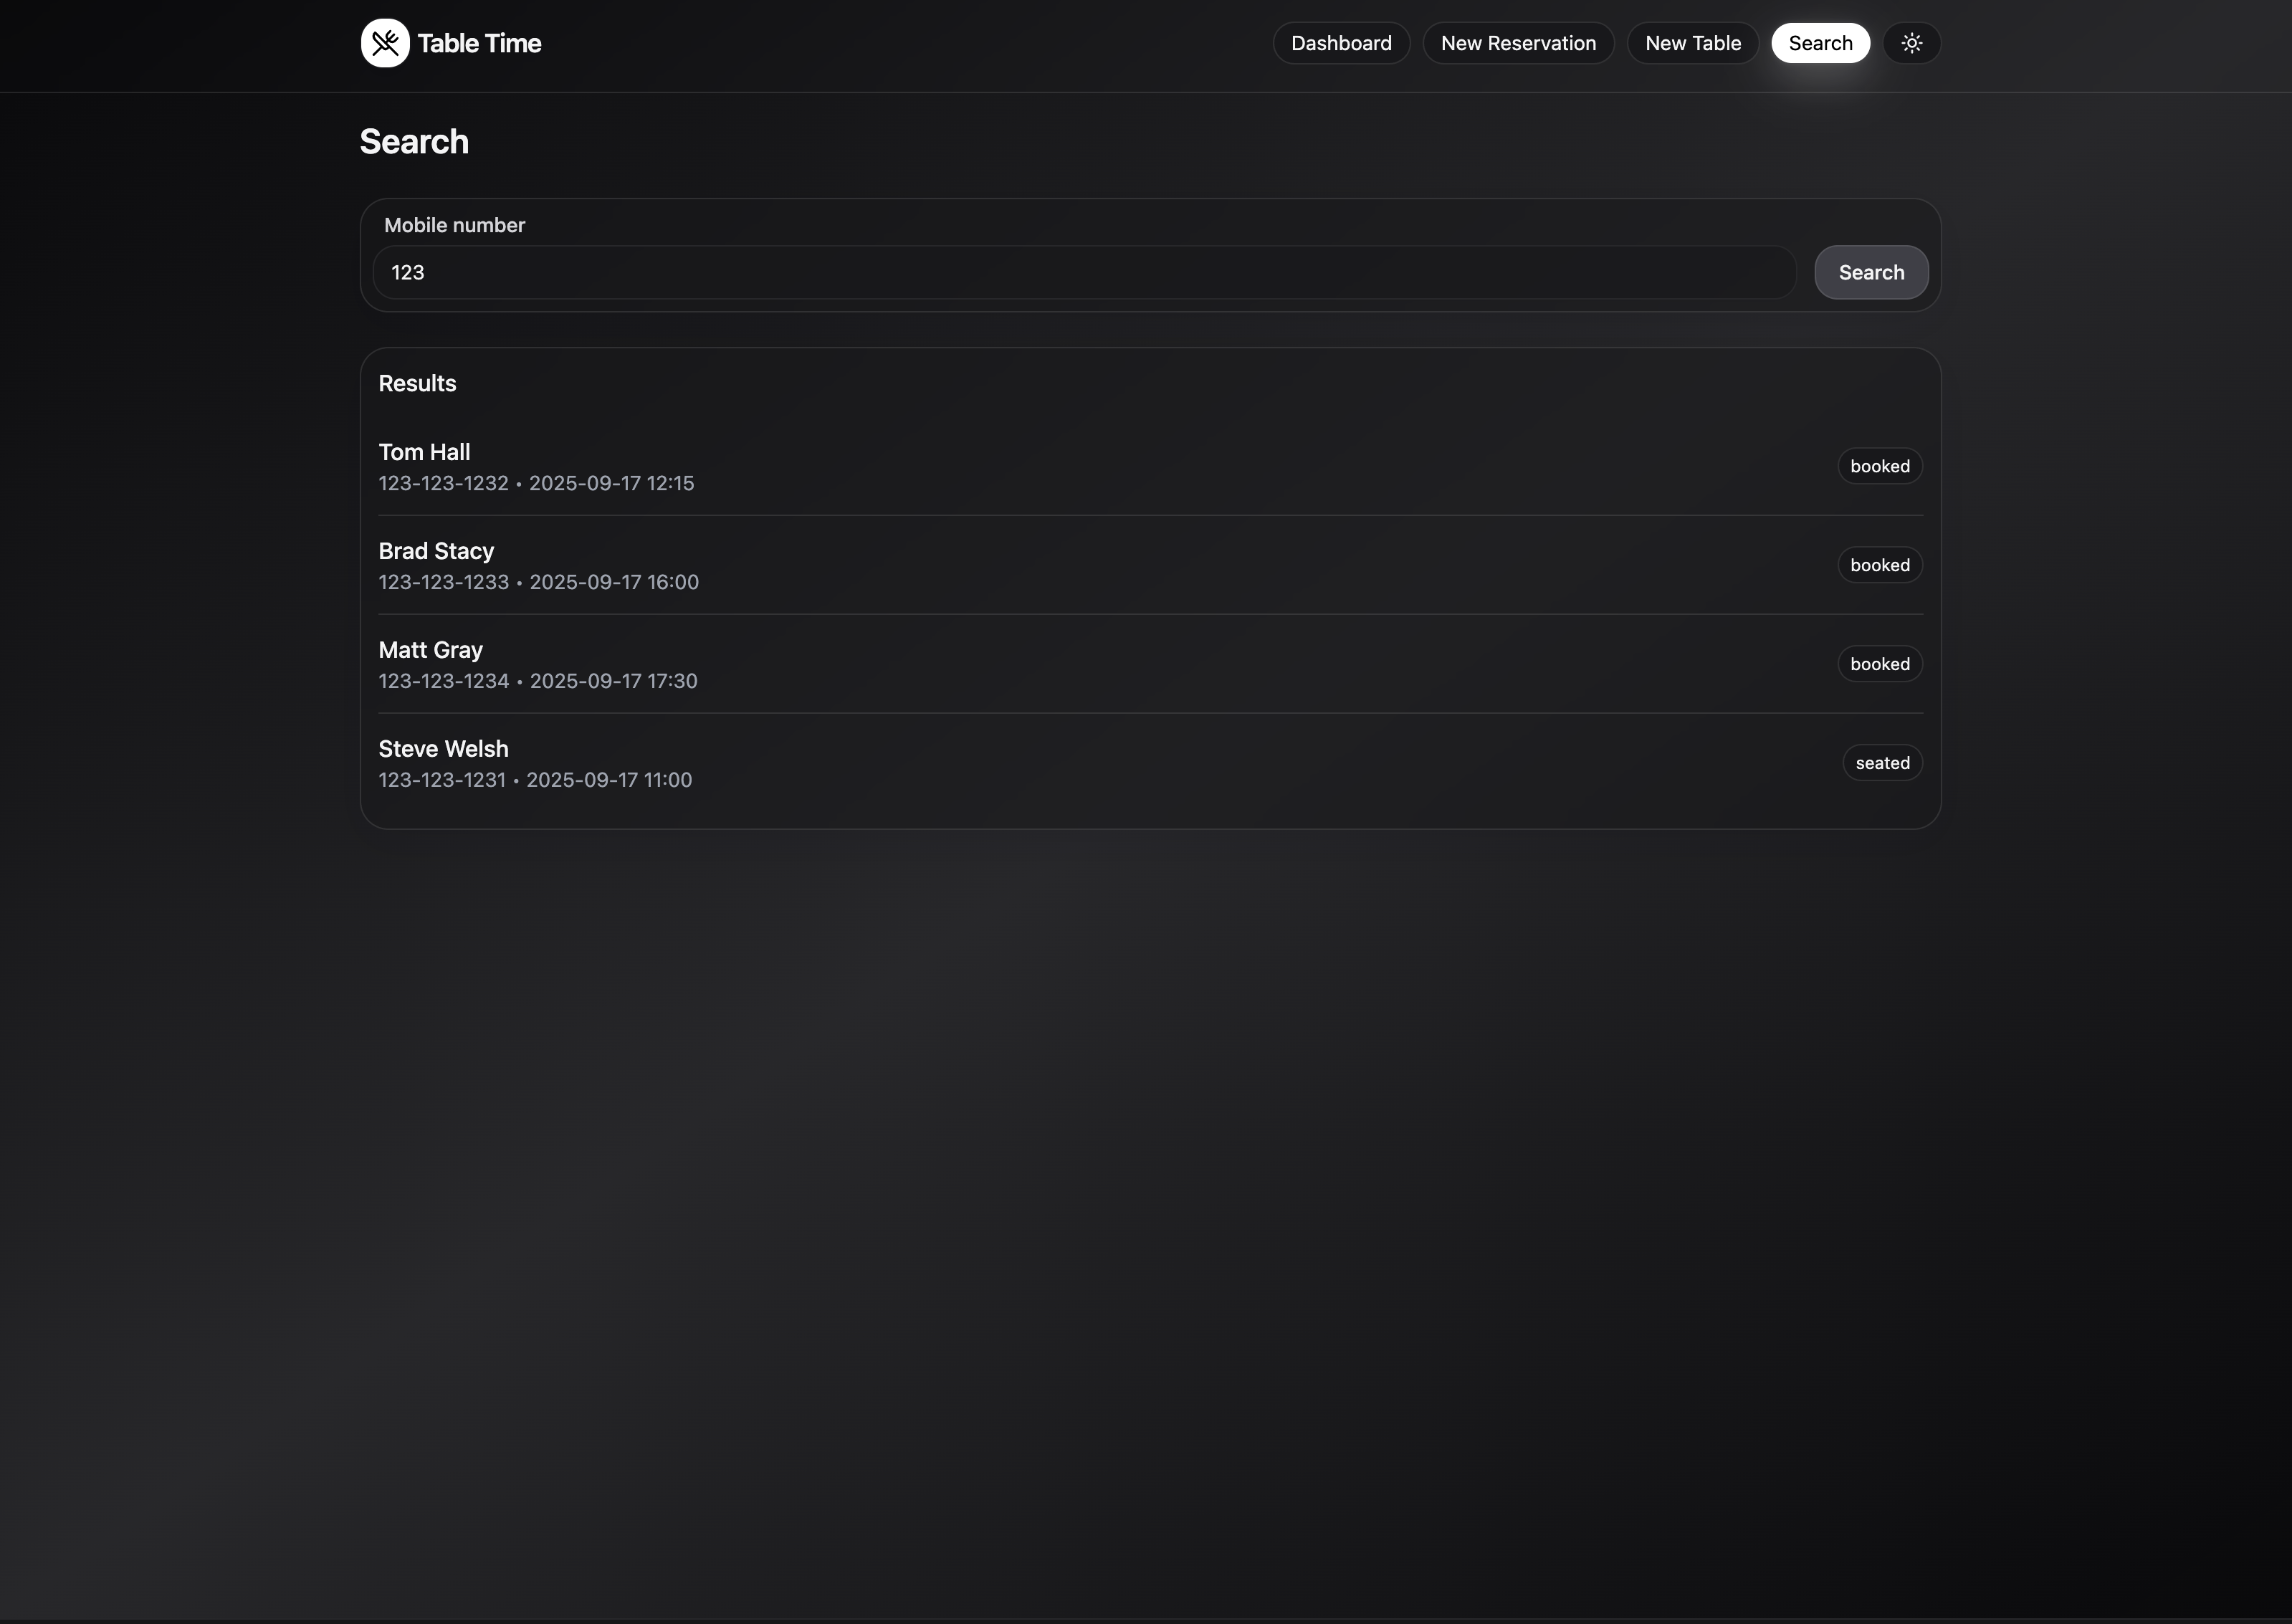 Table Time
Dashboard New Reservation New Table Search
Search
Mobile number
123 Search
Results
Tom Hall
123-123-1232 • 2025-09-17 12:15 booked
Brad Stacy
123-123-1233 • 2025-09-17 16:00 booked
Matt Gray
123-123-1234 • 2025-09-17 17:30 booked
Steve Welsh
123-123-1231 • 2025-09-17 11:00 seated